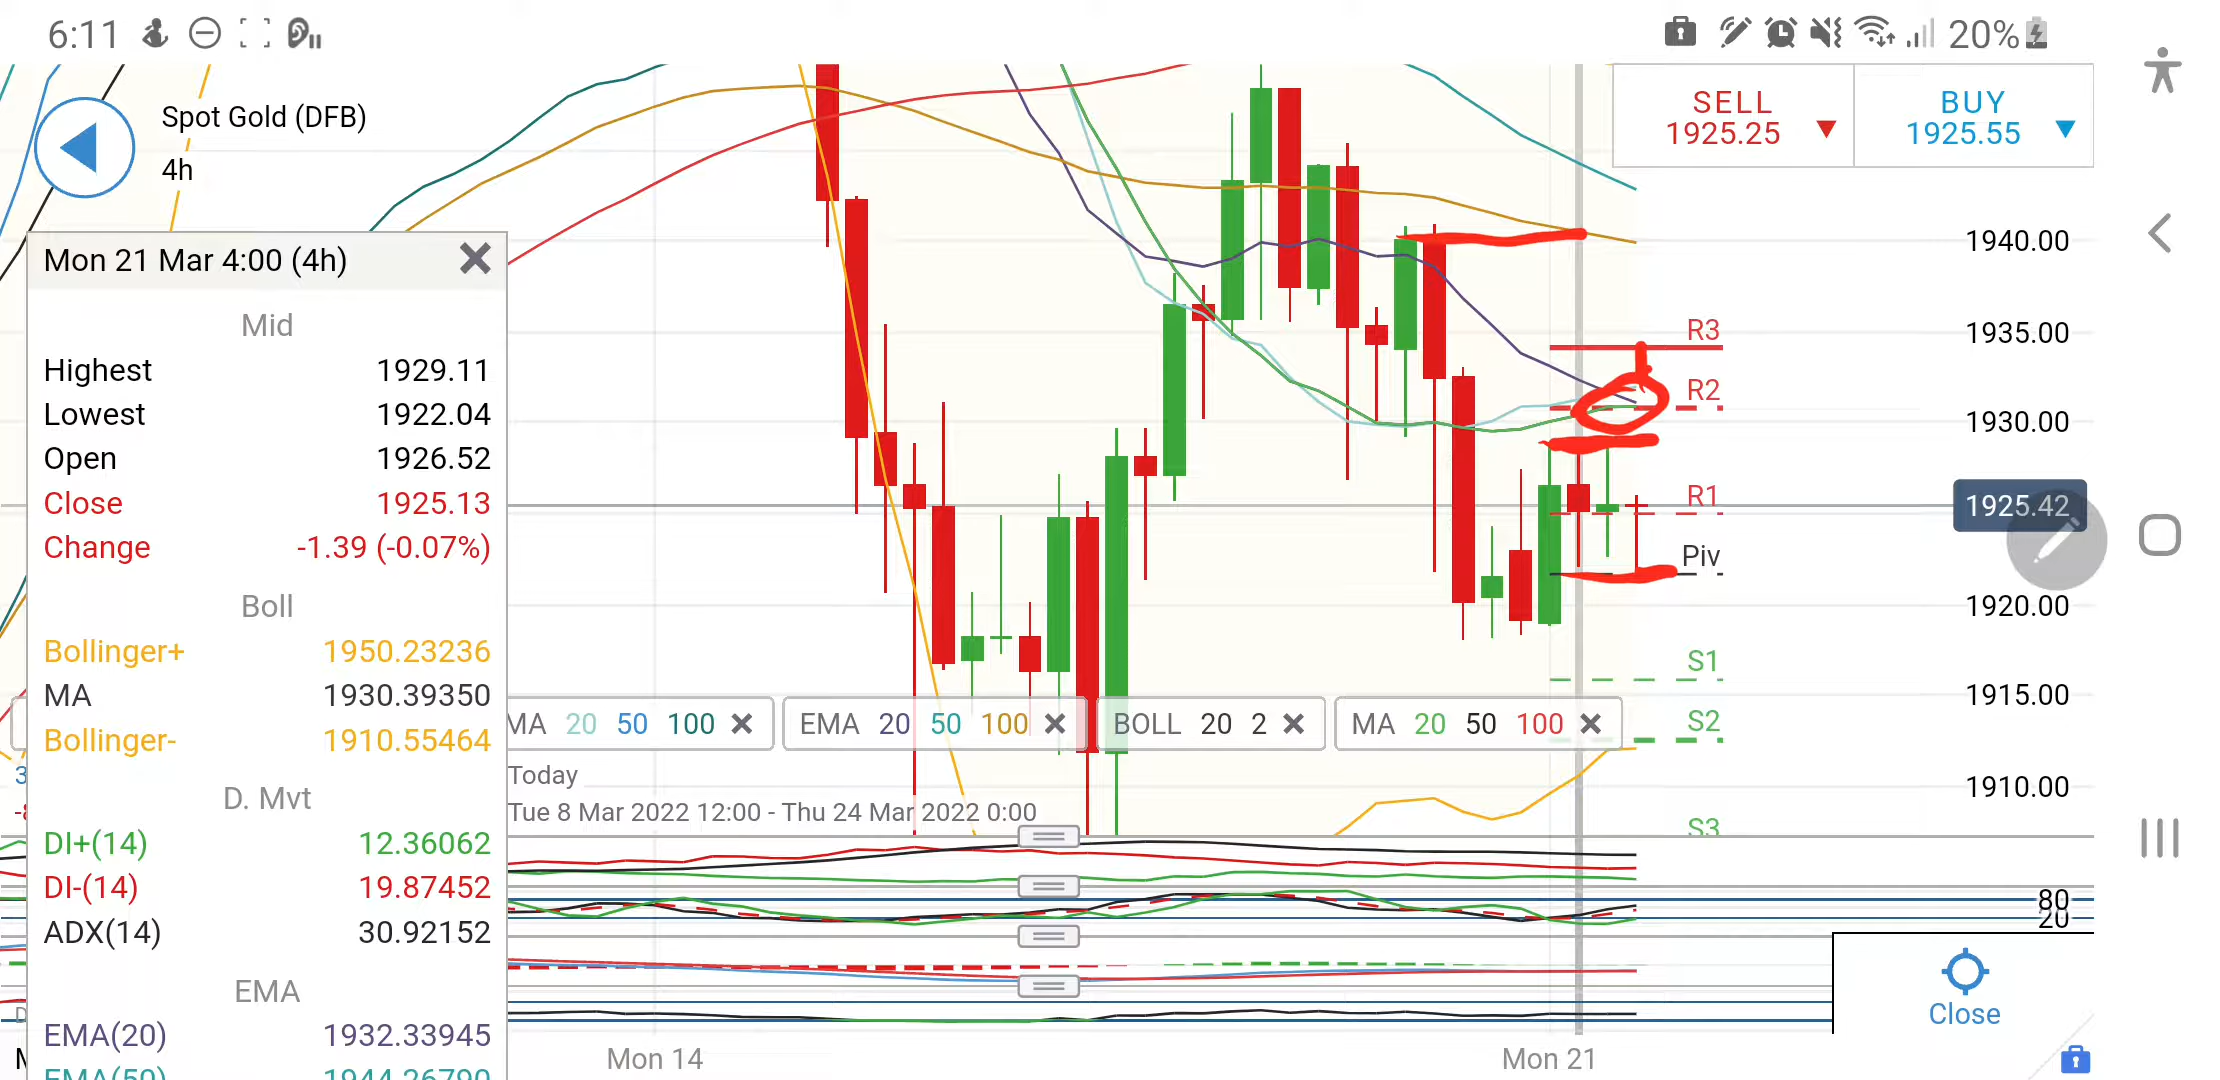 6:11
20%
Spot Gold (DFB)
4h
SELL
1925.25
BUY
1925.55
Mon 21 Mar 4:00 (4h)
Mid
Highest 1929.11
Lowest 1922.04
Open 1926.52
Close 1925.13
Change -1.39 (-0.07%)
Boll
Bollinger+ 1950.23236
MA 1930.39350
Bollinger- 1910.55464
D. Mvt
DI+(14) 12.36062
DI-(14) 19.87452
ADX(14) 30.92152
EMA
EMA(20) 1932.33945
EMA(50) 1944.26790
1940.00
1935.00
1930.00
1925.42
1920.00
1915.00
1910.00
R3
R2
R1
Piv
S1
S2
S3
MA 20 50 100
EMA 20 50 100
BOLL 20 2
MA 20 50 100
Today
Tue 8 Mar 2022 12:00 - Thu 24 Mar 2022 0:00
80
20
Close
Mon 14
Mon 21